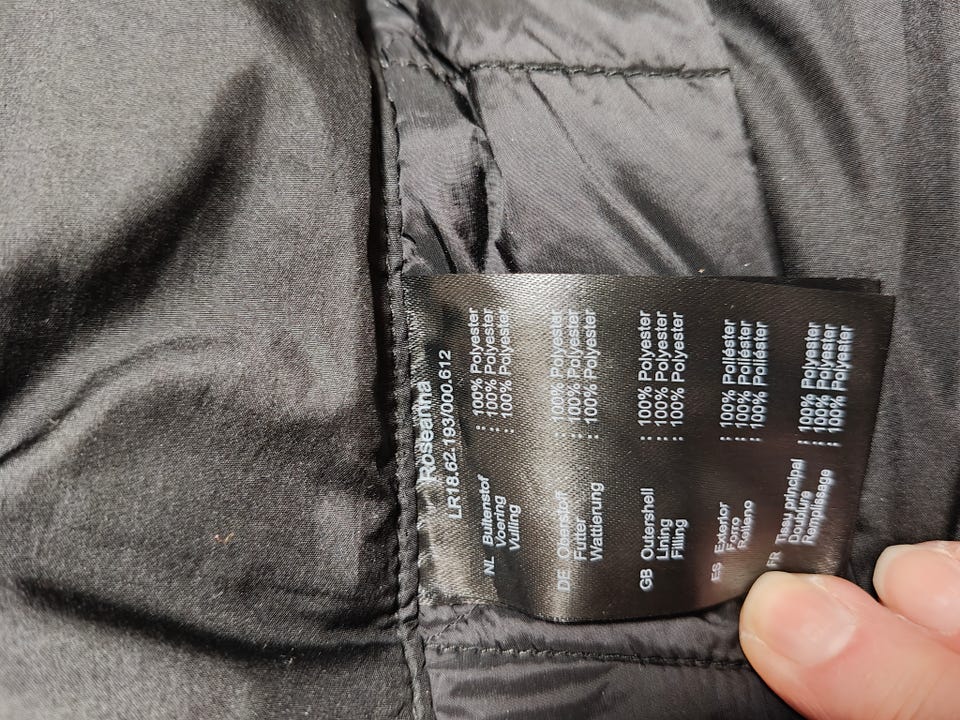 Roseanna
LR18.62-193/000.612
NL Buitenstof : 100% Polyester
Voering : 100% Polyester
Vulling : 100% Polyester
DE Oberstoff : 100% Polyester
Futter : 100% Polyester
Wattierung : 100% Polyester
GB Outershell : 100% Polyester
Lining : 100% Polyester
Filling : 100% Polyester
ES Exterior : 100% Poliéster
Forro : 100% Poliéster
Relleno : 100% Poliéster
FR Tissu principal : 100% Polyester
Doublure : 100% Polyester
Remplissage : 100% Polyester